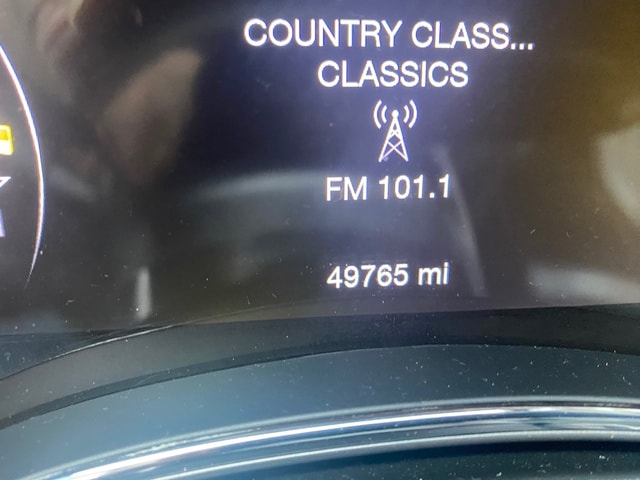 COUNTRY CLASS...
CLASSICS
FM 101.1
49765 mi